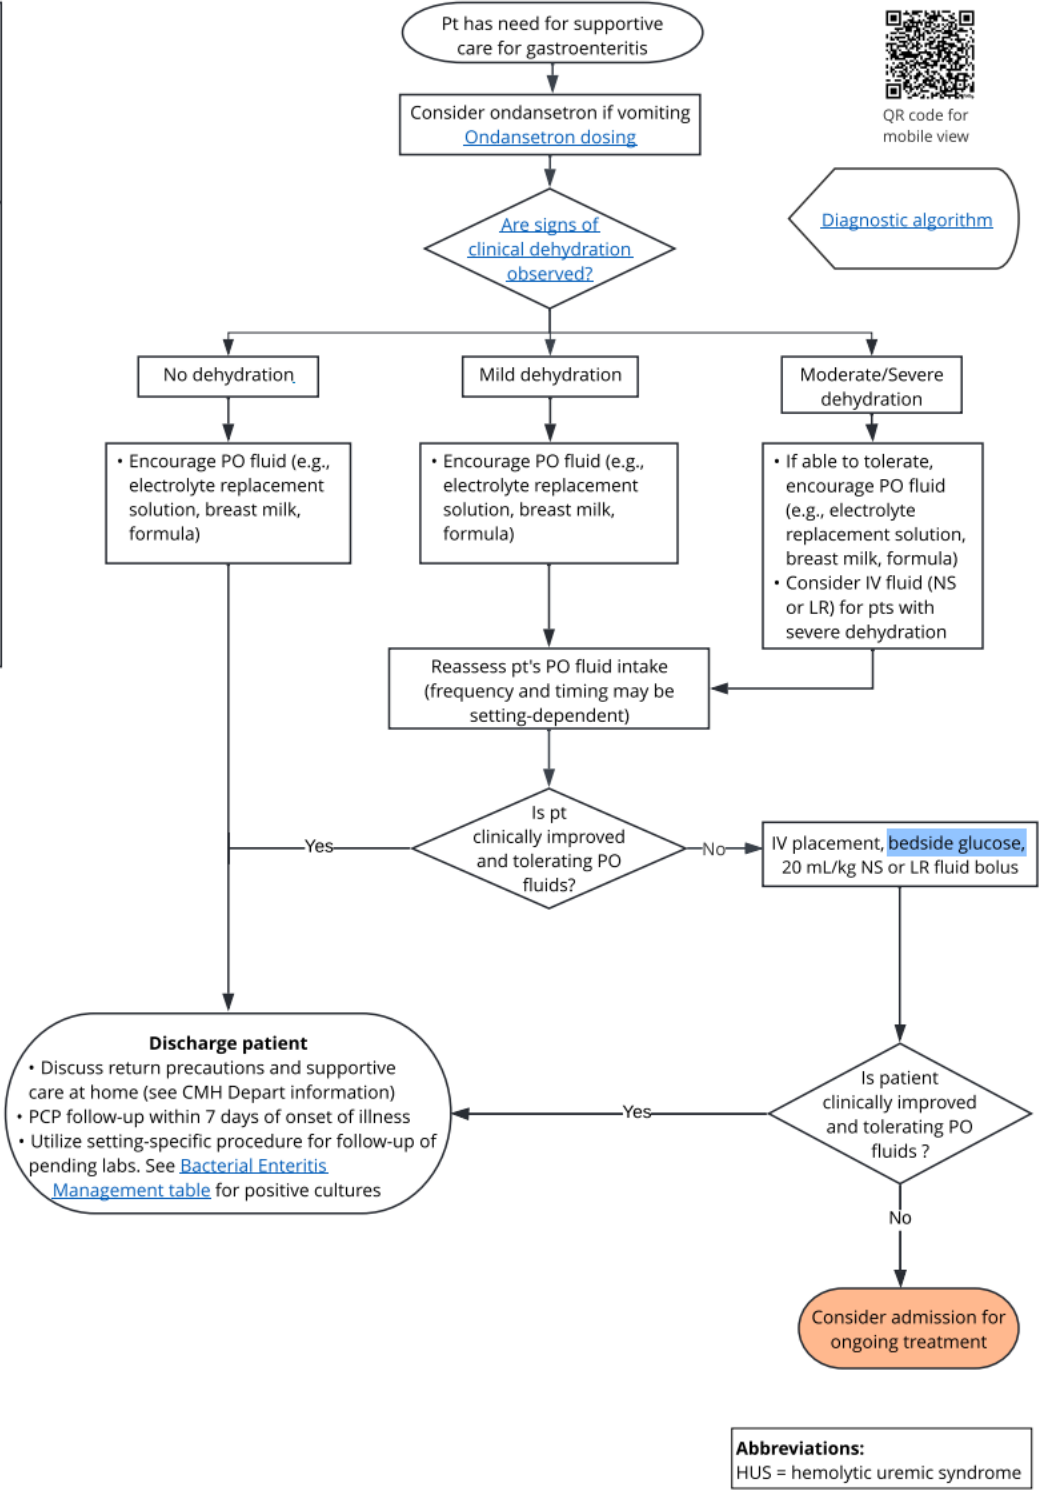 Pt has need for supportive
care for gastroenteritis
QR code for
mobile view
Consider ondansetron if vomiting
Ondansetron dosing
Diagnostic algorithm
Are signs of
clinical dehydration
observed?
No dehydration
Mild dehydration
Moderate/Severe
dehydration
• Encourage PO fluid (e.g.,
electrolyte replacement
solution, breast milk,
formula)
• Encourage PO fluid (e.g.,
electrolyte replacement
solution, breast milk,
formula)
• If able to tolerate,
encourage PO fluid
(e.g., electrolyte
replacement solution,
breast milk, formula)
• Consider IV fluid (NS
or LR) for pts with
severe dehydration
Reassess pt's PO fluid intake
(frequency and timing may be
setting-dependent)
Is pt
clinically improved
and tolerating PO
fluids?
Yes
No
IV placement, bedside glucose,
20 mL/kg NS or LR fluid bolus
Discharge patient
• Discuss return precautions and supportive
care at home (see CMH Depart information)
• PCP follow-up within 7 days of onset of illness
• Utilize setting-specific procedure for follow-up of
pending labs. See Bacterial Enteritis
Management table for positive cultures
Yes
Is patient
clinically improved
and tolerating PO
fluids ?
No
Consider admission for
ongoing treatment
Abbreviations:
HUS = hemolytic uremic syndrome